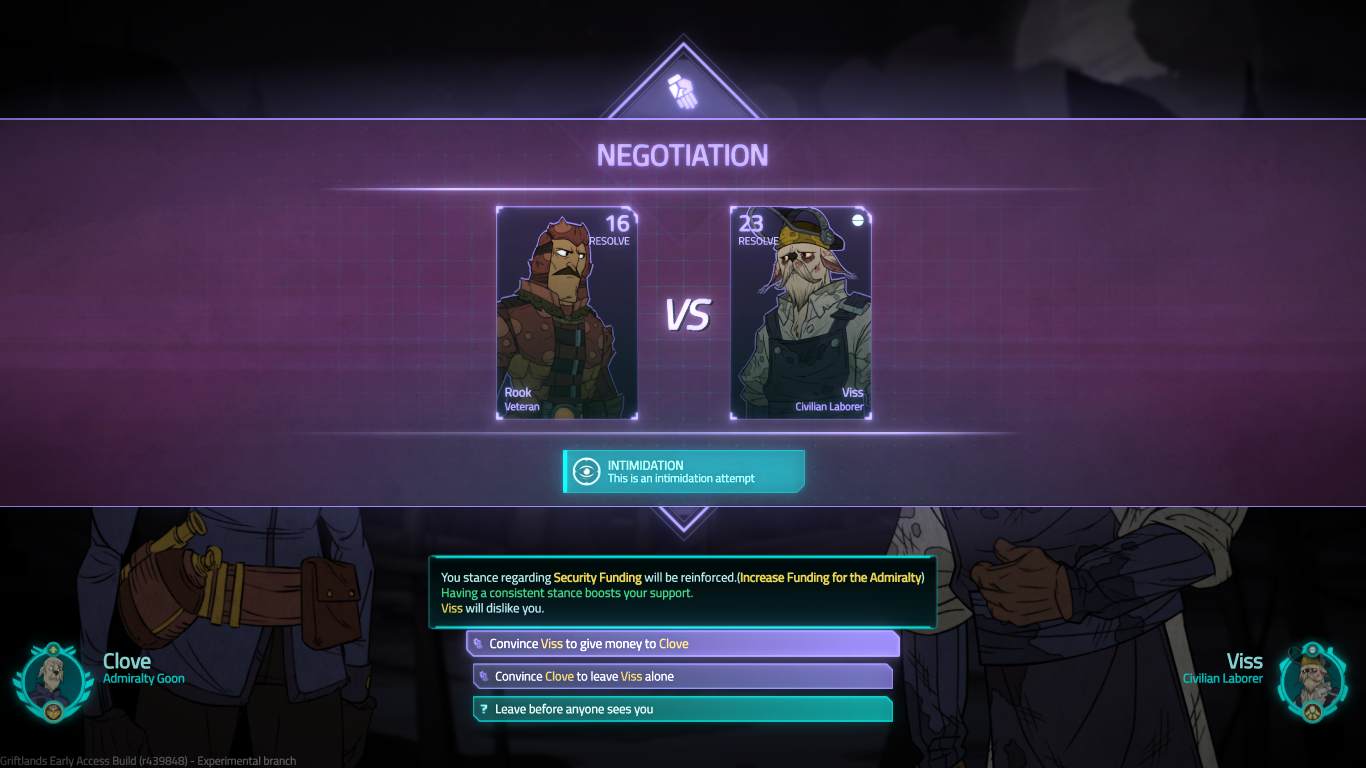 NEGOTIATION
16
RESOLVE
Rook
Veteran
VS
23
RESOLVE
Viss
Civilian Laborer
INTIMIDATION
This is an intimidation attempt
You stance regarding Security Funding will be reinforced.(Increase Funding for the Admiralty)
Having a consistent stance boosts your support.
Viss will dislike you.
Convince Viss to give money to Clove
Convince Clove to leave Viss alone
? Leave before anyone sees you
Clove
Admiralty Goon
Viss
Civilian Laborer
Griftlands Early Access Build (r439848) - Experimental branch